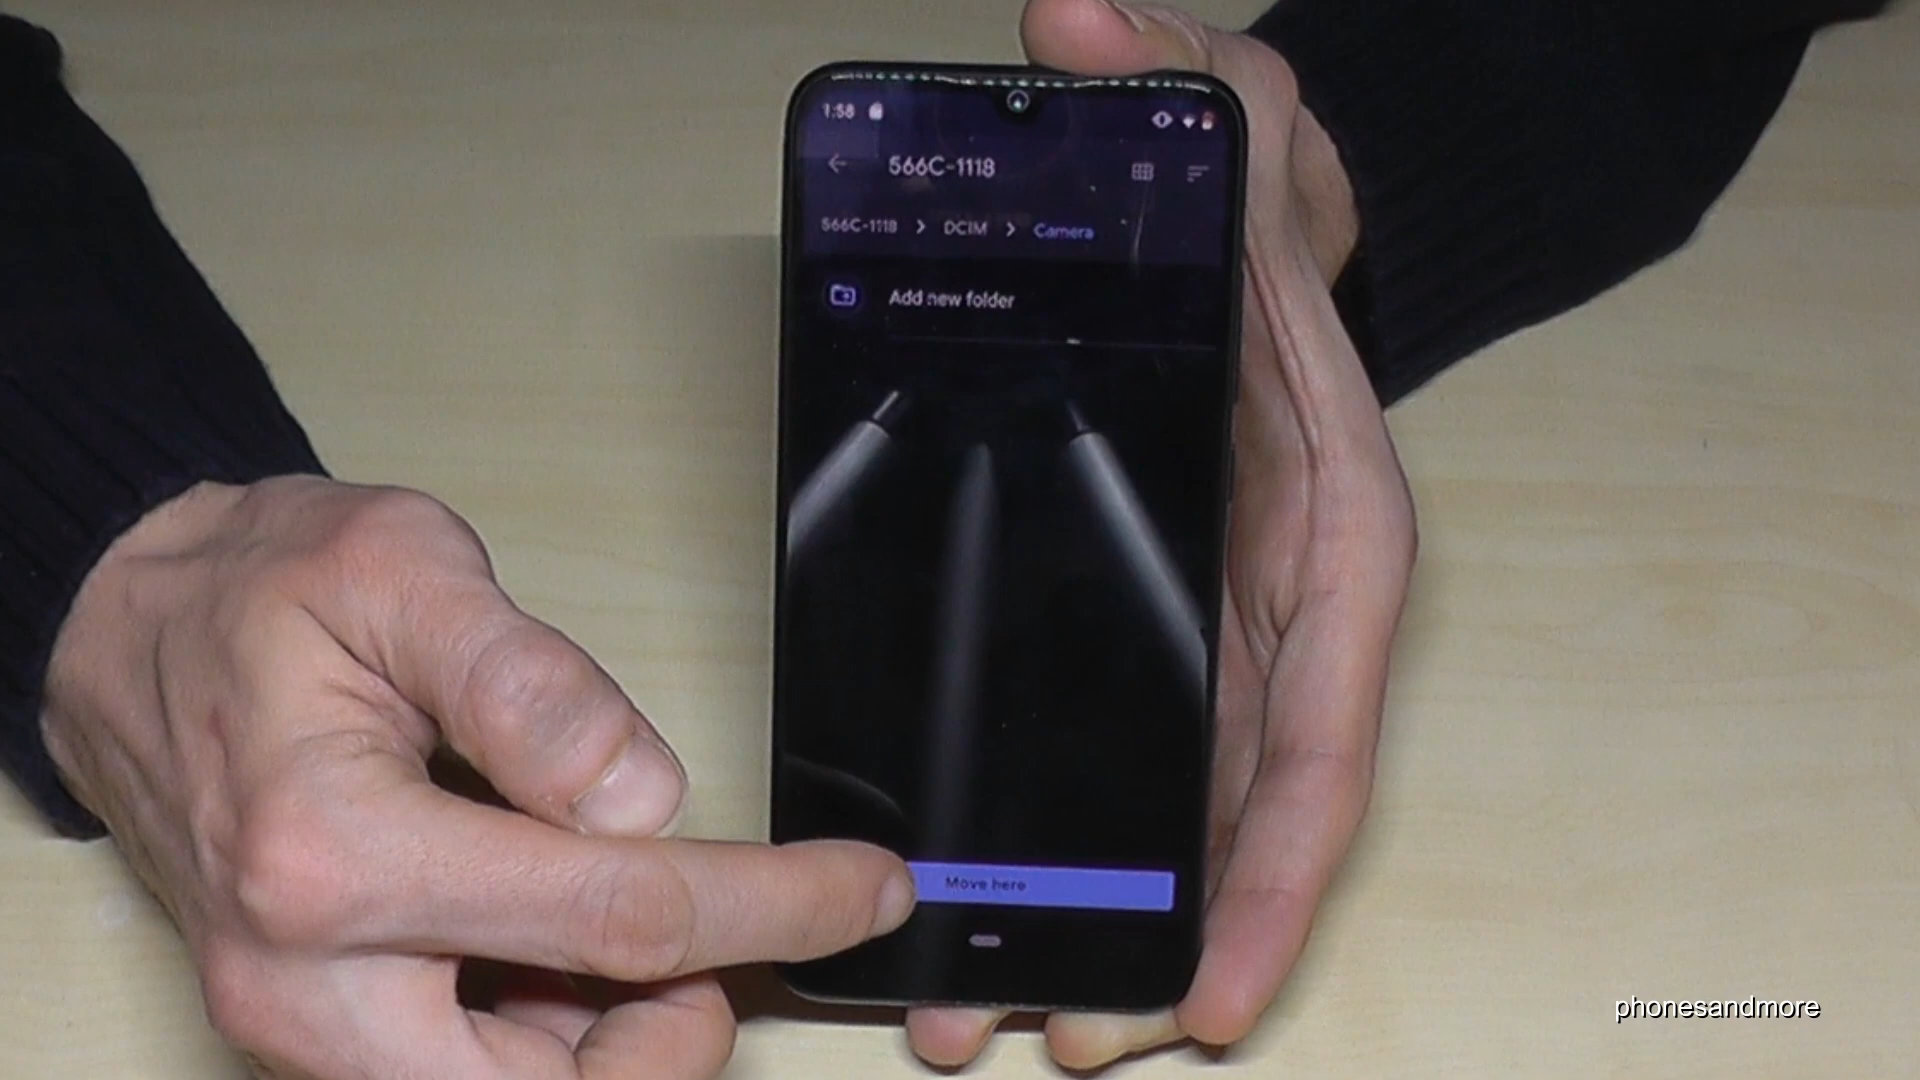 1:58
566C-1118
566C-1118 > DCIM > Camera
Add new folder
Move here
phonesandmore